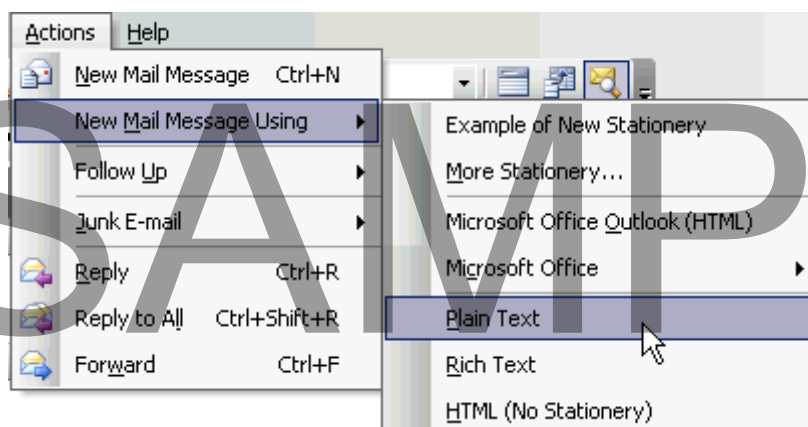 Actions Help
New Mail Message Ctrl+N
New Mail Message Using
Follow Up
Junk E-mail
Reply Ctrl+R
Reply to All Ctrl+Shift+R
Forward Ctrl+F
Example of New Stationery
More Stationery...
Microsoft Office Outlook (HTML)
Microsoft Office
Plain Text
Rich Text
HTML (No Stationery)
SAMP